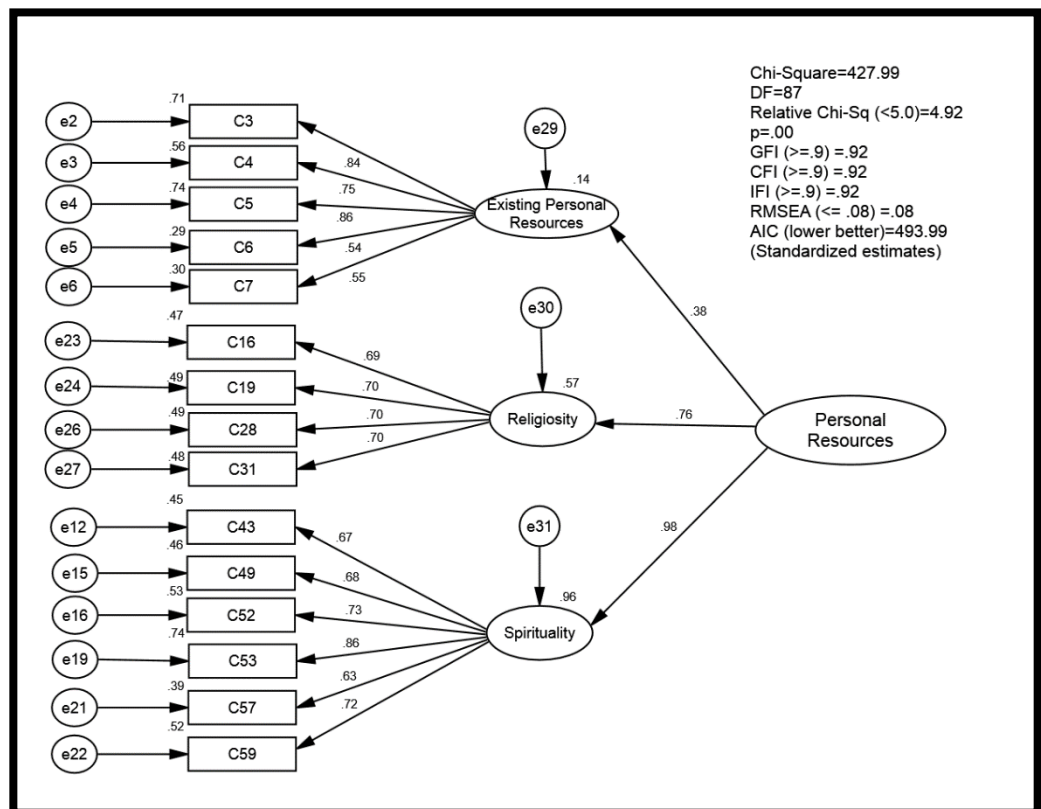 Chi-Square=427.99
DF=87
Relative Chi-Sq (<5.0)=4.92
p=.00
GFI (>=.9) =.92
CFI (>=.9) =.92
IFI (>=.9) =.92
RMSEA (<= .08) =.08
AIC (lower better)=493.99
(Standardized estimates)
e2
.71
C3
e3
.56
C4
e4
.74
C5
e5
.29
C6
e6
.30
C7
.84
.75
.86
.54
.55
e29
.14
Existing Personal
Resources
.38
e23
.47
C16
e24
.49
C19
e26
.49
C28
e27
.48
C31
.69
.70
.70
.70
e30
.57
Religiosity
.76
Personal
Resources
e12
.45
C43
e15
.46
C49
e16
.53
C52
e19
.74
C53
e21
.39
C57
e22
.52
C59
.67
.68
.73
.86
.63
.72
e31
.96
Spirituality
.98